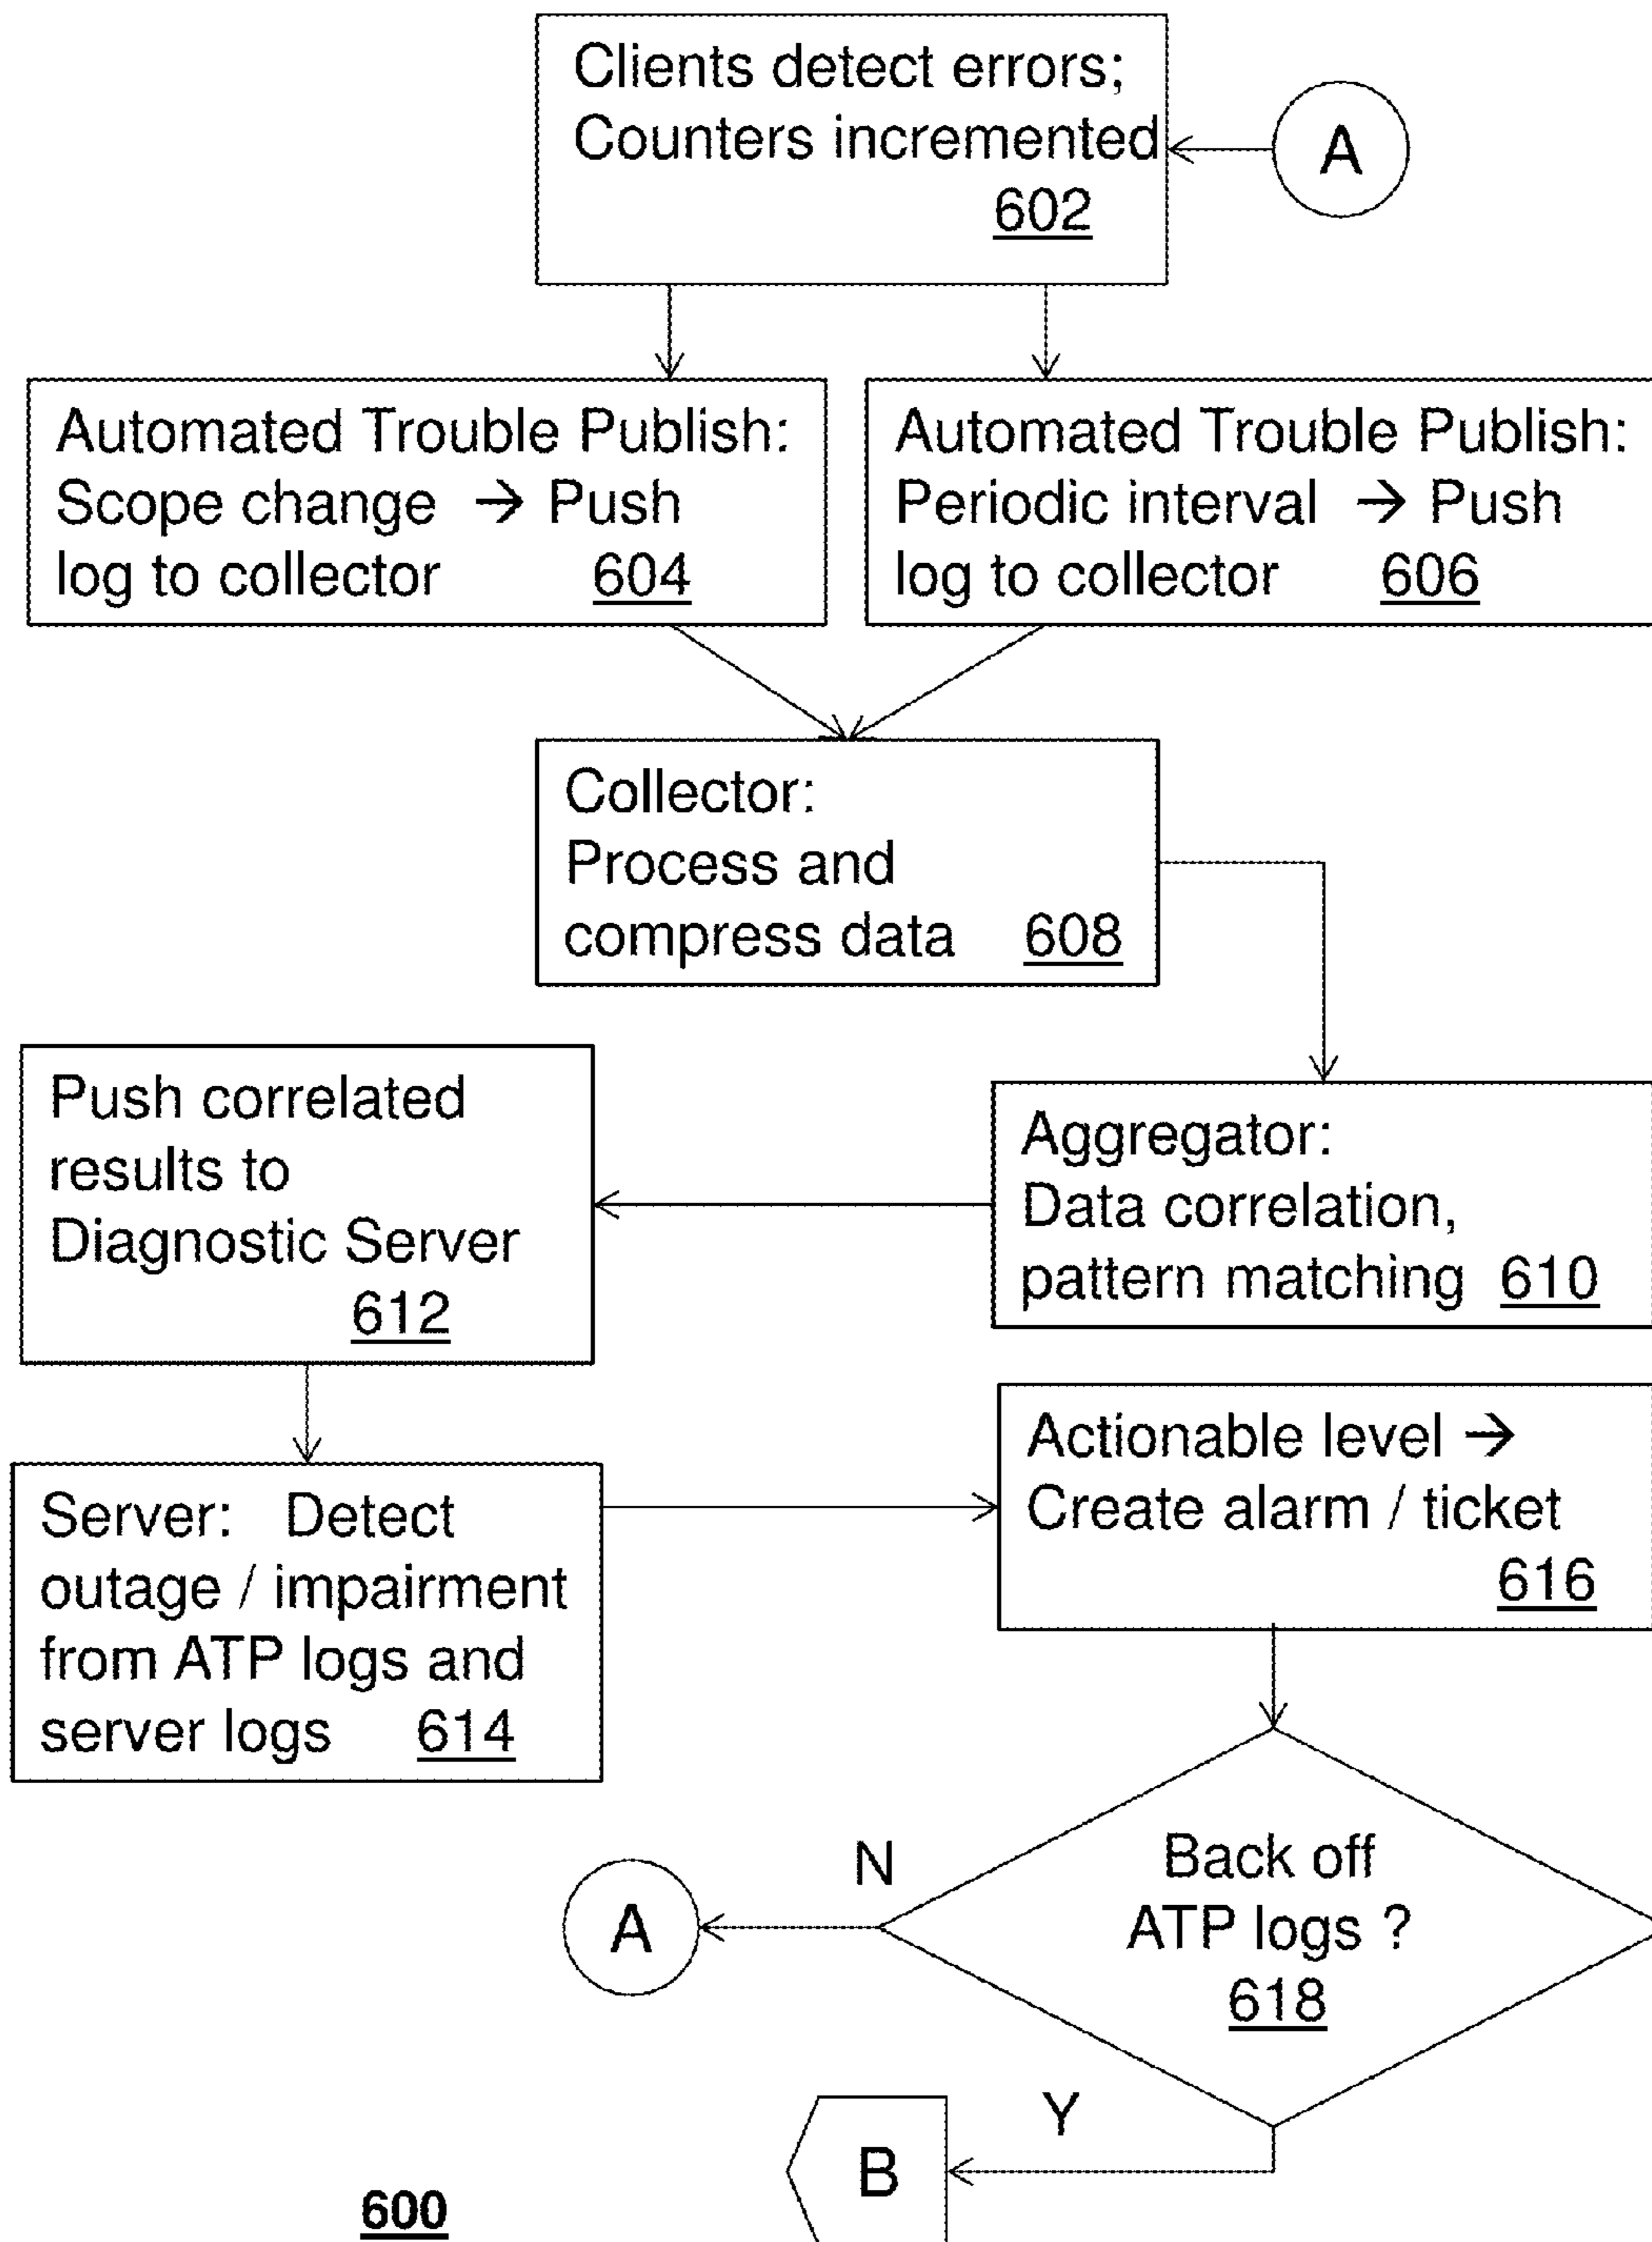 Clients detect errors;
Counters incremented
602
A
Automated Trouble Publish:
Scope change → Push
log to collector 604
Automated Trouble Publish:
Periodic interval → Push
log to collector 606
Collector:
Process and
compress data 608
Push correlated
results to
Diagnostic Server
612
Aggregator:
Data correlation,
pattern matching 610
Server: Detect
outage / impairment
from ATP logs and
server logs 614
Actionable level →
Create alarm / ticket
616
Back off
ATP logs ?
618
N
A
Y
B
600